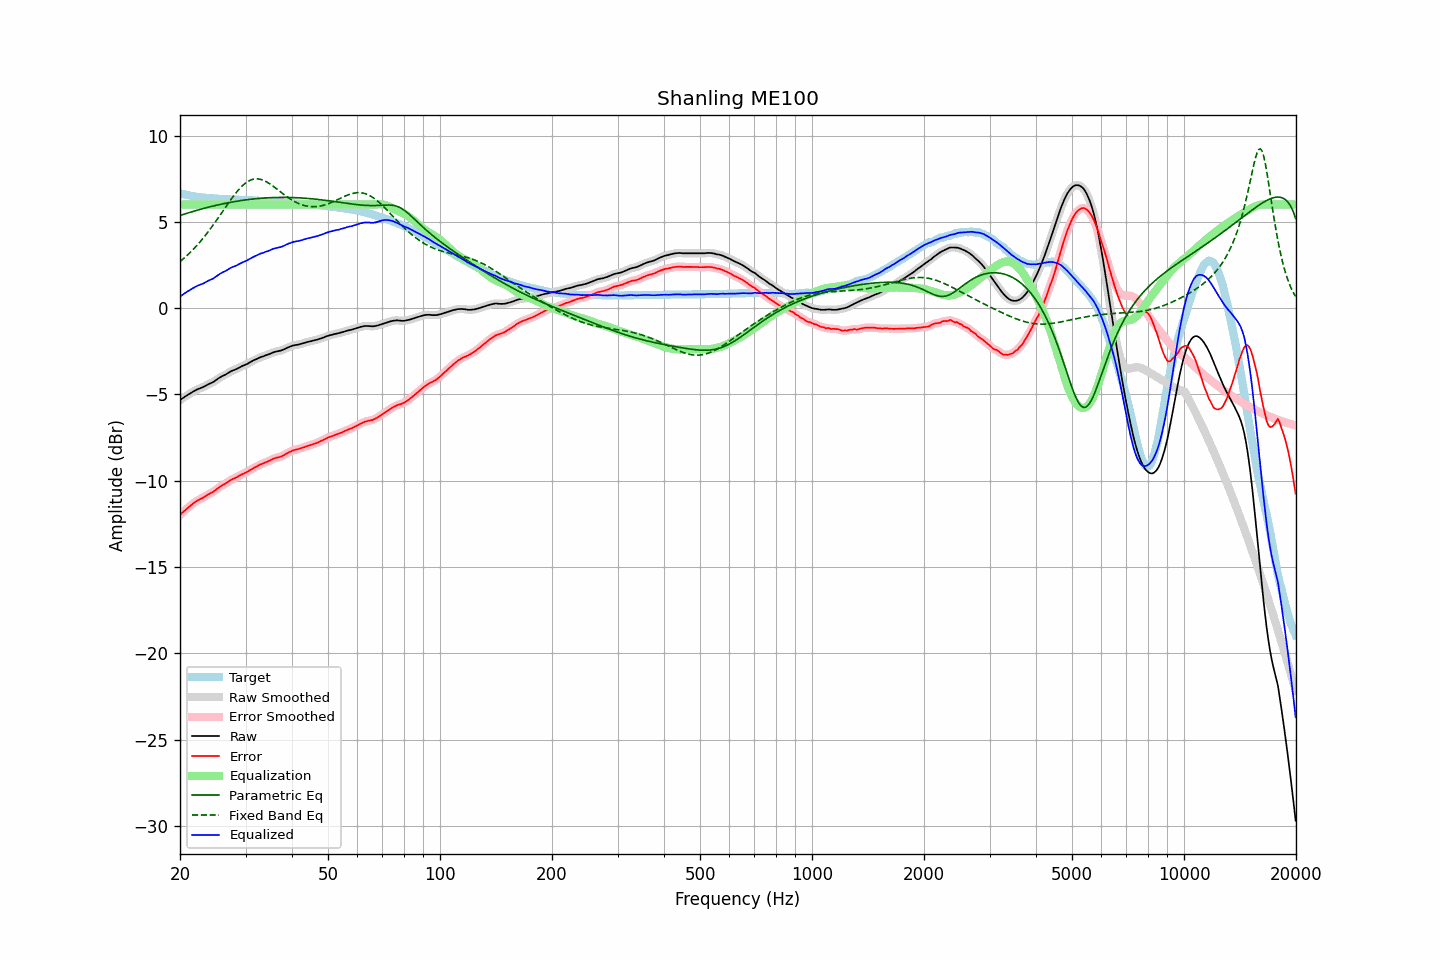 Shanling ME100
Amplitude (dBr)
10
5
0
−5
−10
−15
−20
−25
−30
Target
Raw Smoothed
Error Smoothed
Raw
Error
Equalization
Parametric Eq
Fixed Band Eq
Equalized
20 50 100 200 500 1000 2000 5000 10000 20000
Frequency (Hz)